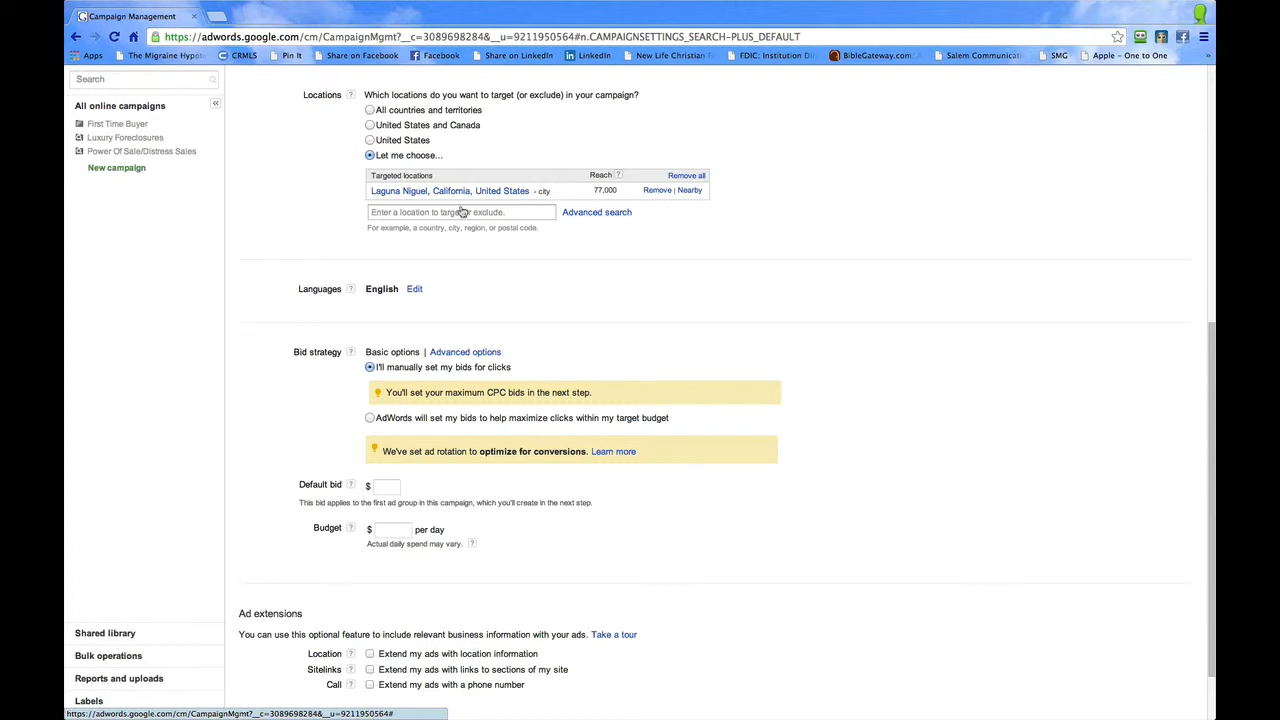 Campaign Management
https://adwords.google.com/cm/CampaignMgmt?__c=3089698284&__u=9211950564#n.CAMPAIGNSETTINGS_SEARCH-PLUS_DEFAULT
Apps The Migraine Hypot CRMLS Pin It Share on Facebook Facebook Share on LinkedIn LinkedIn New Life Christian F FDIC: Institution Di BibleGateway.com: Salem Communicati SMG Apple – One to One »
Search
All online campaigns
First Time Buyer
Luxury Foreclosures
Power Of Sale/Distress Sales
New campaign
Shared library
Bulk operations
Reports and uploads
Labels
Locations ? Which locations do you want to target (or exclude) in your campaign?
All countries and territories
United States and Canada
United States
Let me choose...
Targeted locations Reach ? Remove all
Laguna Niguel, California, United States - city 77,000 Remove | Nearby
Enter a location to target or exclude. Advanced search
For example, a country, city, region, or postal code.
Languages ? English Edit
Bid strategy ? Basic options | Advanced options
I'll manually set my bids for clicks
You'll set your maximum CPC bids in the next step.
AdWords will set my bids to help maximize clicks within my target budget
We've set ad rotation to optimize for conversions. Learn more
Default bid ? $
This bid applies to the first ad group in this campaign, which you'll create in the next step.
Budget ? $ per day
Actual daily spend may vary. ?
Ad extensions
You can use this optional feature to include relevant business information with your ads. Take a tour
Location ? Extend my ads with location information
Sitelinks ? Extend my ads with links to sections of my site
Call ? Extend my ads with a phone number
https://adwords.google.com/cm/CampaignMgmt?__c=3089698284&__u=9211950564#